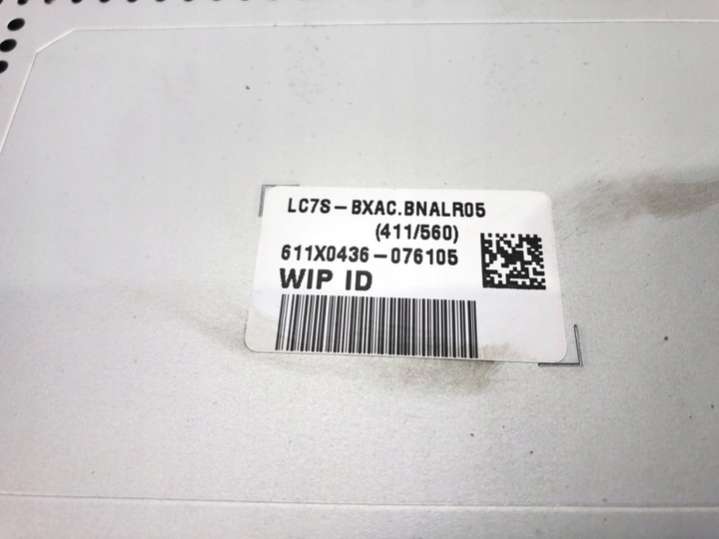 LC7S-BXAC.BNALR05
(411/560)
611X0436-076105
WIP ID